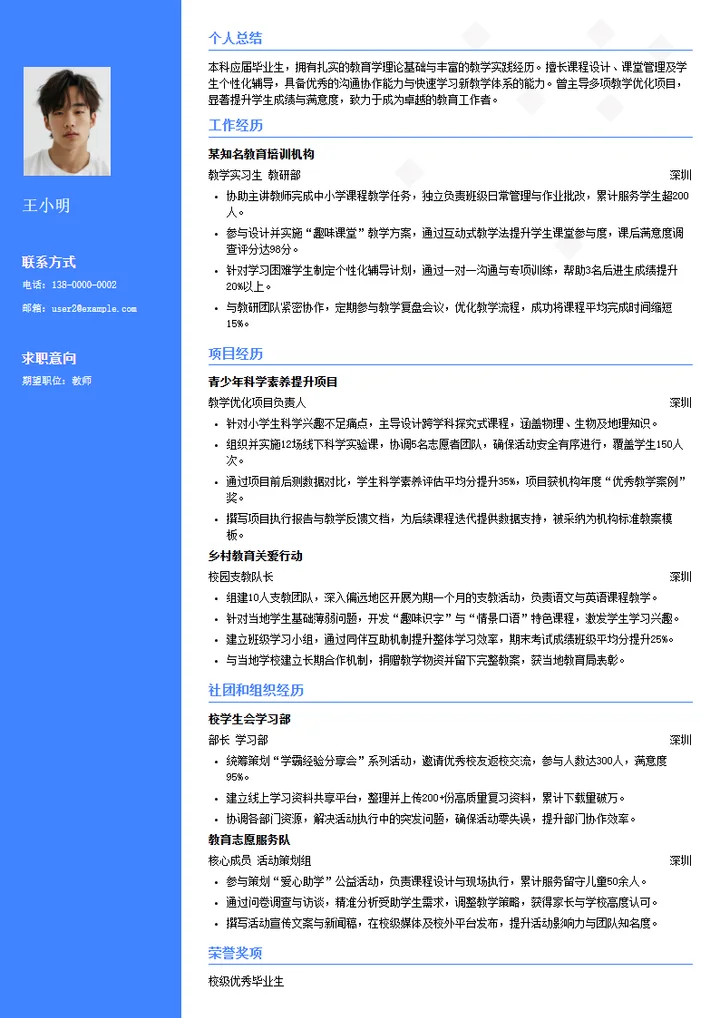 王小明
联系方式
电话：138-0000-0002
邮箱：user2@example.com
求职意向
期望职位：教师
个人总结
本科应届毕业生，拥有扎实的教育学理论基础与丰富的教学实践经历。擅长课程设计、课堂管理及学
生个性化辅导，具备优秀的沟通协作能力与快速学习新教学体系的能力。曾主导多项教学优化项目，
显著提升学生成绩与满意度，致力于成为卓越的教育工作者。
工作经历
某知名教育培训机构
教学实习生 教研部 深圳
• 协助主讲教师完成中小学课程教学任务，独立负责班级日常管理与作业批改，累计服务学生超200
人。
• 参与设计并实施“趣味课堂”教学方案，通过互动式教学法提升学生课堂参与度，课后满意度调
查评分达98分。
• 针对学习困难学生制定个性化辅导计划，通过一对一沟通与专项训练，帮助3名后进生成绩提升
20%以上。
• 与教研团队紧密协作，定期参与教学复盘会议，优化教学流程，成功将课程平均完成时间缩短
15%。
项目经历
青少年科学素养提升项目
教学优化项目负责人 深圳
• 针对小学生科学兴趣不足痛点，主导设计跨学科探究式课程，涵盖物理、生物及地理知识。
• 组织并实施12场线下科学实验课，协调5名志愿者团队，确保活动安全有序进行，覆盖学生150人
次。
• 通过项目前后测数据对比，学生科学素养评估平均分提升35%，项目获机构年度“优秀教学案例”
奖。
• 撰写项目执行报告与教学反馈文档，为后续课程迭代提供数据支持，被采纳为机构标准教案模
板。
乡村教育关爱行动
校园支教队长 深圳
• 组建10人支教团队，深入偏远地区开展为期一个月的支教活动，负责语文与英语课程教学。
• 针对当地学生基础薄弱问题，开发“趣味识字”与“情景口语”特色课程，激发学生学习兴趣。
• 建立班级学习小组，通过同伴互助机制提升整体学习效率，期末考试成绩班级平均分提升25%。
• 与当地学校建立长期合作机制，捐赠教学物资并留下完整教案，获当地教育局表彰。
社团和组织经历
校学生会学习部
部长 学习部 深圳
• 统筹策划“学霸经验分享会”系列活动，邀请优秀校友返校交流，参与人数达300人，满意度
95%。
• 建立线上学习资料共享平台，整理并上传200+份高质量复习资料，累计下载量破万。
• 协调各部门资源，解决活动执行中的突发问题，确保活动零失误，提升部门协作效率。
教育志愿服务队
核心成员 活动策划组 深圳
• 参与策划“爱心助学”公益活动，负责课程设计与现场执行，累计服务留守儿童50余人。
• 通过问卷调查与访谈，精准分析受助学生需求，调整教学策略，获得家长与学校高度认可。
• 撰写活动宣传文案与新闻稿，在校级媒体及校外平台发布，提升活动影响力与团队知名度。
荣誉奖项
校级优秀毕业生